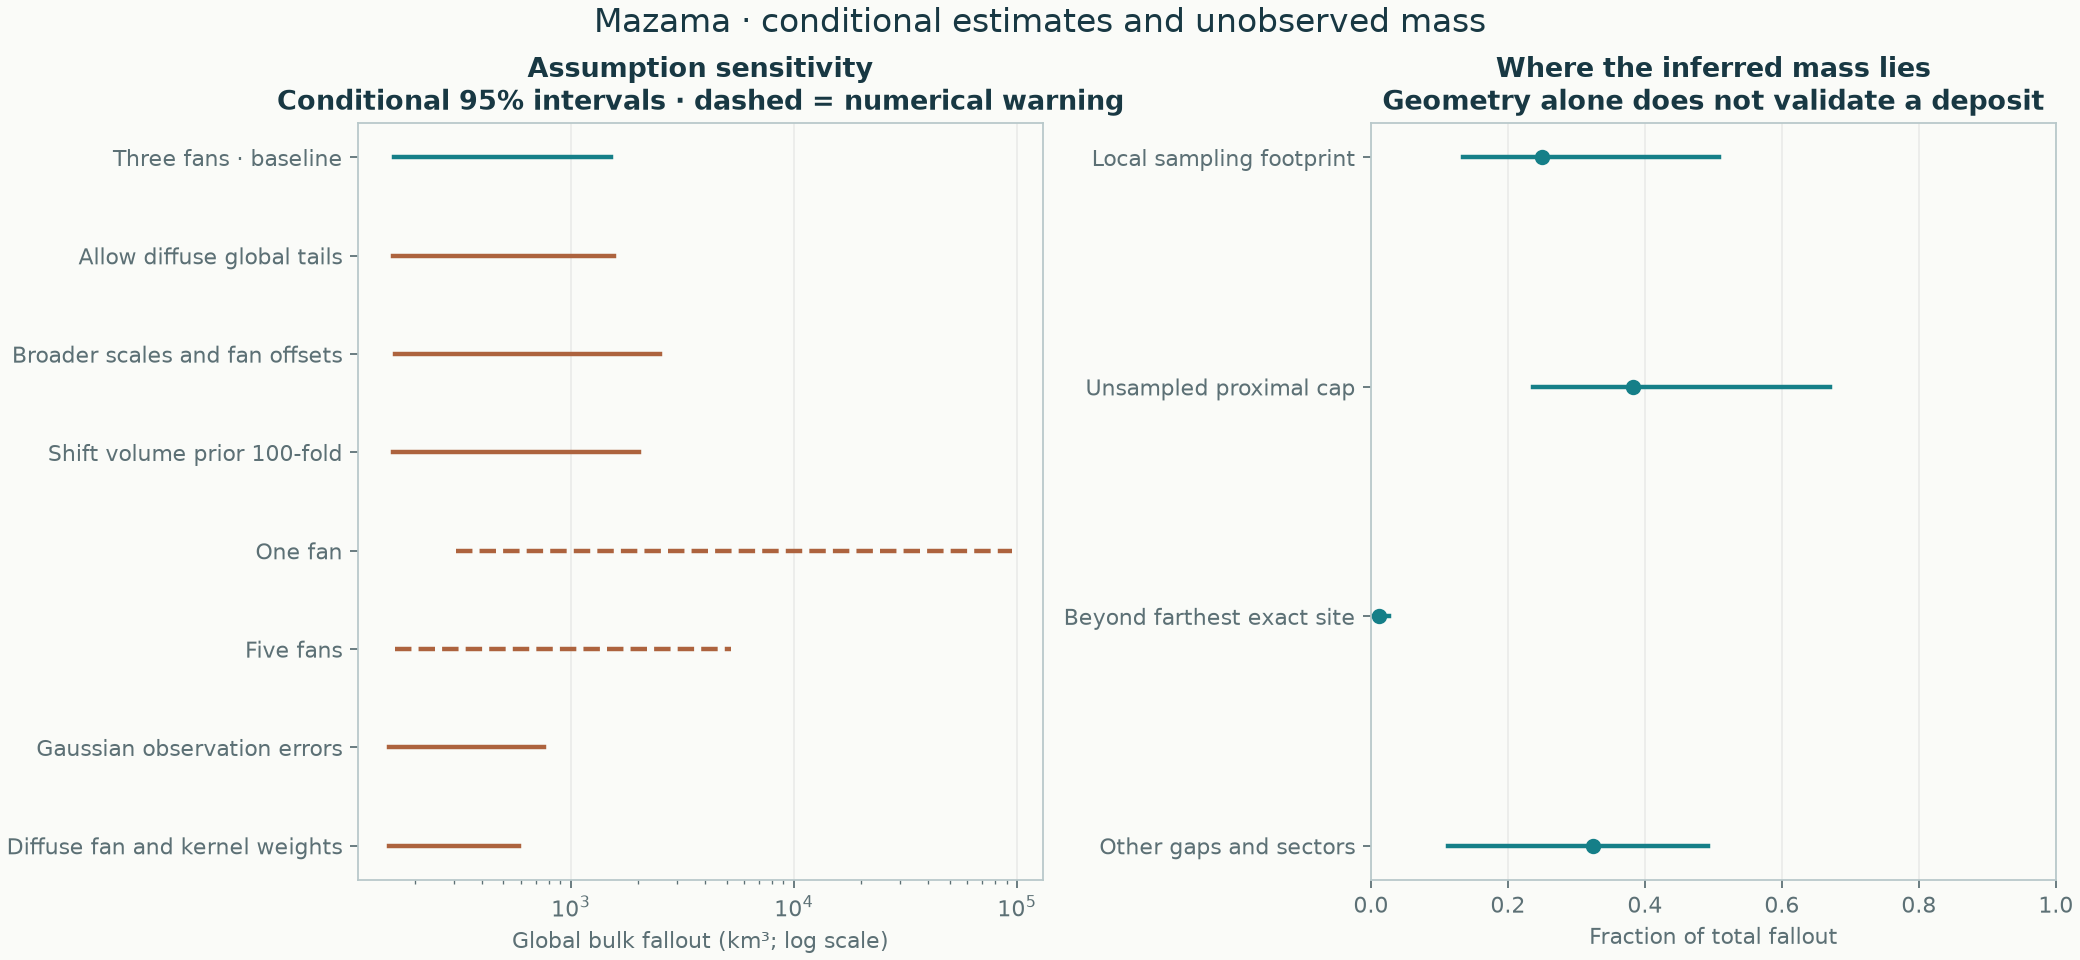 Mazama · conditional estimates and unobserved mass
Assumption sensitivity
Conditional 95% intervals · dashed = numerical warning
Three fans · baseline
Allow diffuse global tails
Broader scales and fan offsets
Shift volume prior 100-fold
One fan
Five fans
Gaussian observation errors
Diffuse fan and kernel weights
10³
10⁴
10⁵
Global bulk fallout (km³; log scale)
Where the inferred mass lies
Geometry alone does not validate a deposit
Local sampling footprint
Unsampled proximal cap
Beyond farthest exact site
Other gaps and sectors
0.0
0.2
0.4
0.6
0.8
1.0
Fraction of total fallout